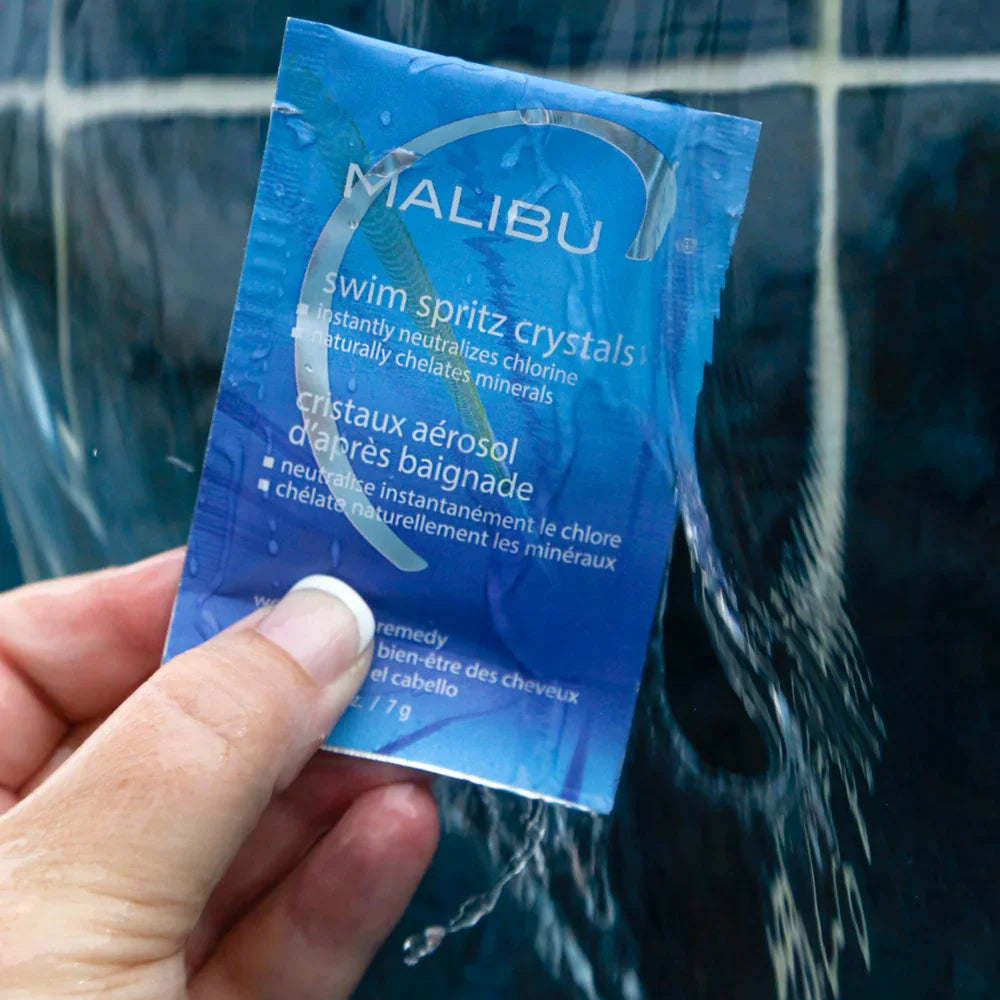 MALIBU
swim spritz crystals
instantly neutralizes chlorine
naturally chelates minerals
cristaux aérosol
d'après baignade
neutralise instantanément le chlore
chélate naturellement les minéraux
remedy
bien-être des cheveux
el cabello
z. / 7 g